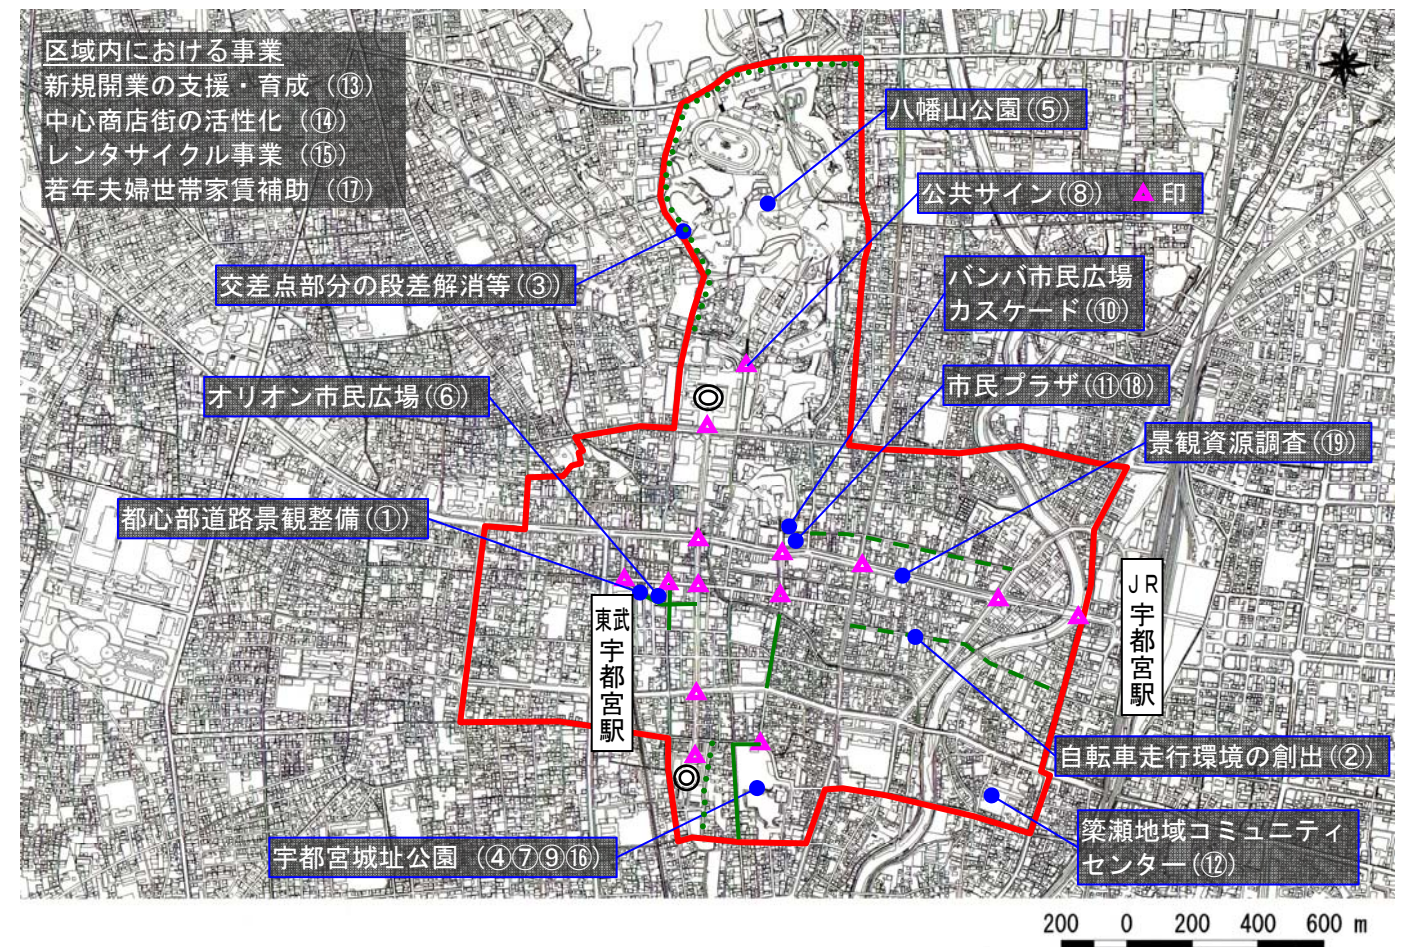 区域内における事業
新規開業の支援・育成（⑬）
中心商店街の活性化（⑭）
レンタサイクル事業（⑮）
若年夫婦世帯家賃補助（⑰）
八幡山公園（⑤）
公共サイン（⑧） ▲印
交差点部分の段差解消等（③）
バンバ市民広場
カスケード（⑩）
オリオン市民広場（⑥）
市民プラザ（⑪⑱）
景観資源調査（⑲）
都心部道路景観整備（①）
東武
宇都宮駅
JR
宇都宮駅
自転車走行環境の創出（②）
簗瀬地域コミュニティ
センター（⑫）
宇都宮城址公園（④⑦⑨⑯）
200 0 200 400 600 m